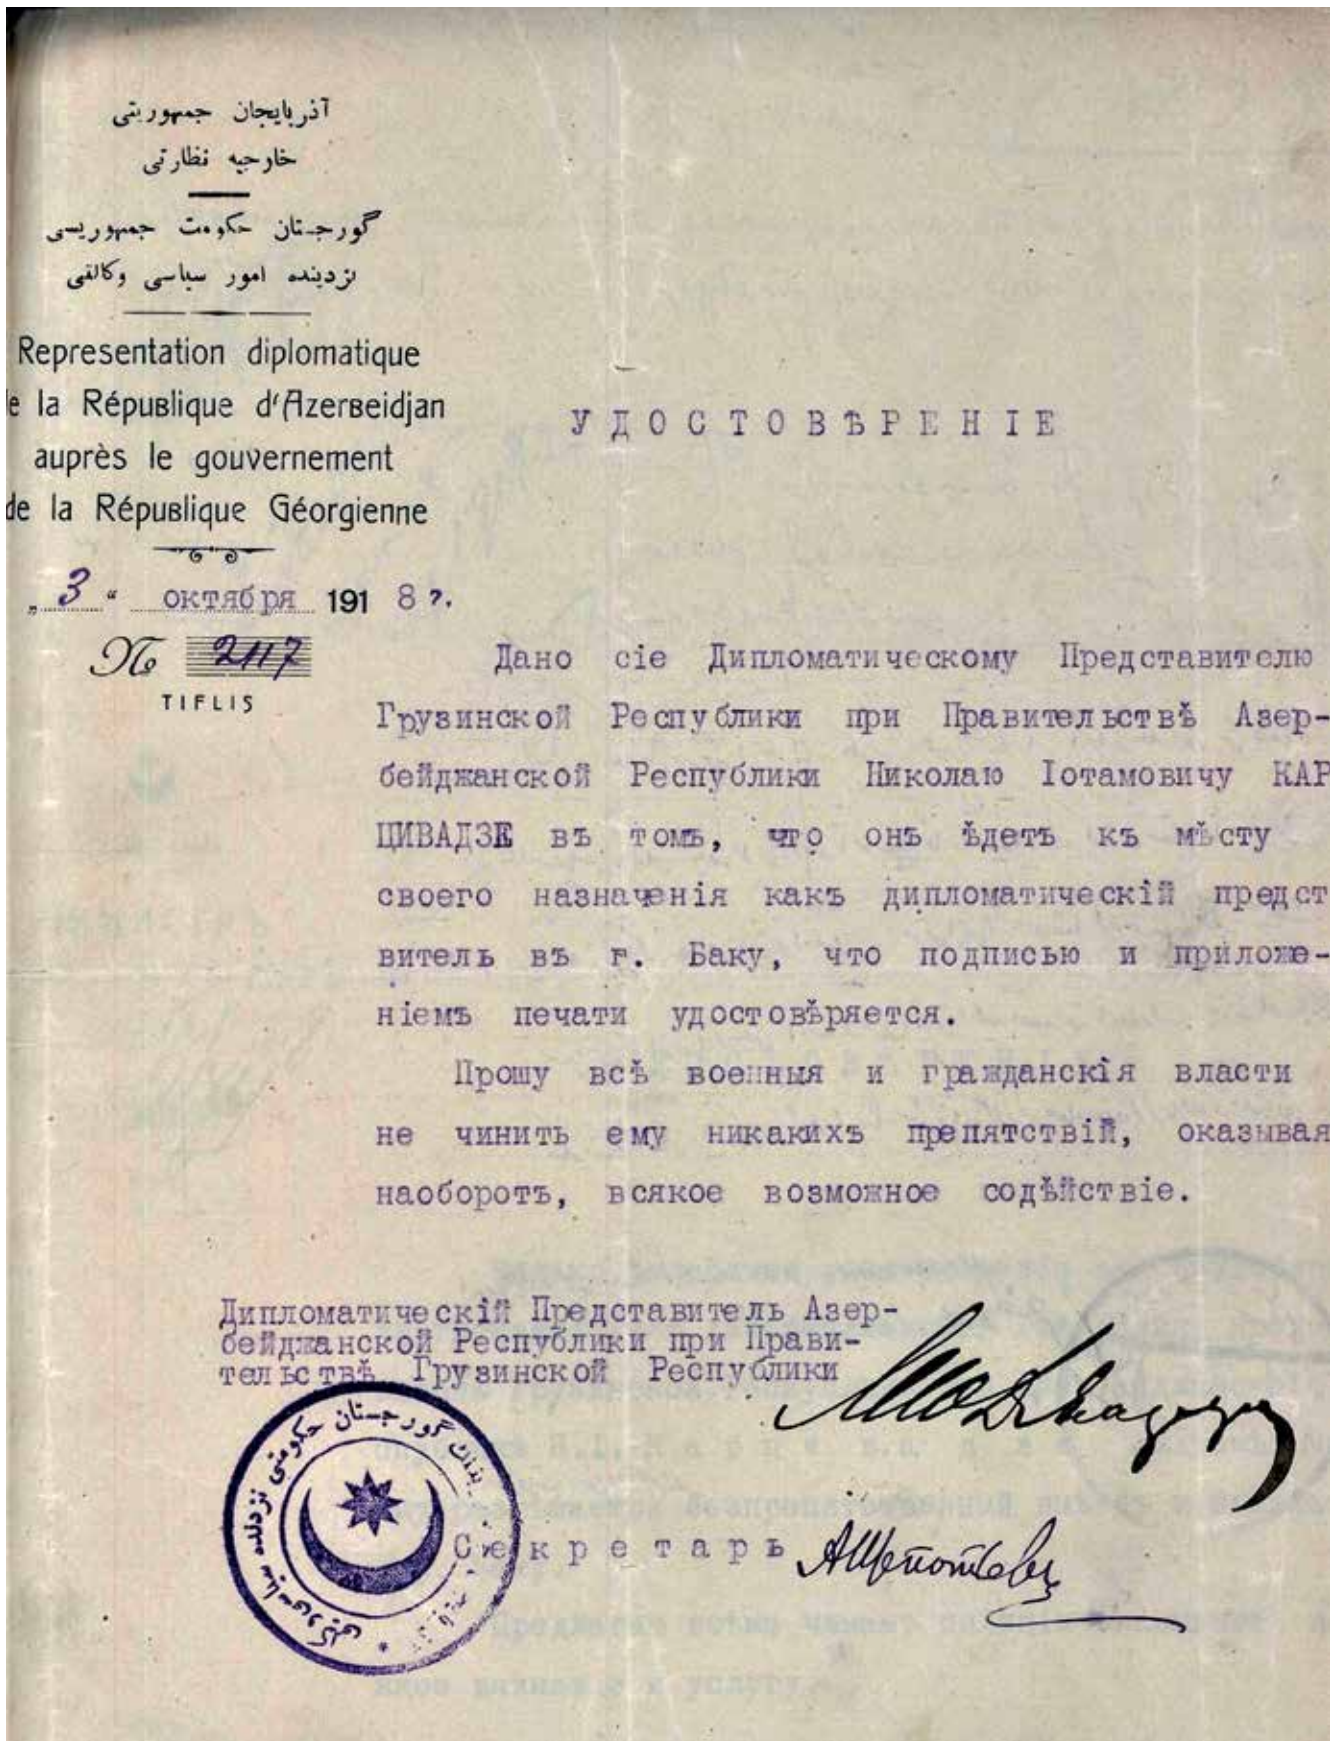 آذربایجان جمهوریتی
خارجیه نظارتی
گورجستان حکومت جمهوریسی
نزدینده امور سیاسی وکالتی
Representation diplomatique
e la République d'Azerbeidjan
auprès le gouvernement
de la République Géorgienne
„3“ октября 1918 г.
№ 2117
TIFLIS
УДОСТОВѢРЕНІЕ
Дано сіе Дипломатическому Представителю
Грузинской Республики при Правительствѣ Азер-
бейджанской Республики Николаю Іотамовичу КАР
ЦИВАДЗЕ въ томъ, что онъ ѣдетъ къ мѣсту
своего назначенія какъ дипломатическій предст
витель въ г. Баку, что подписью и приложе-
ніемъ печати удостовѣряется.
Прошу всѣ военныя и гражданскія власти
не чинить ему никакихъ препятствій, оказывая
наоборотъ, всякое возможное содѣйствіе.
Дипломатическій Представитель Азер-
бейджанской Республики при Прави-
тельствѣ Грузинской Республики
گورجستان حکومتی نزدنده سیاسی
Секретарь